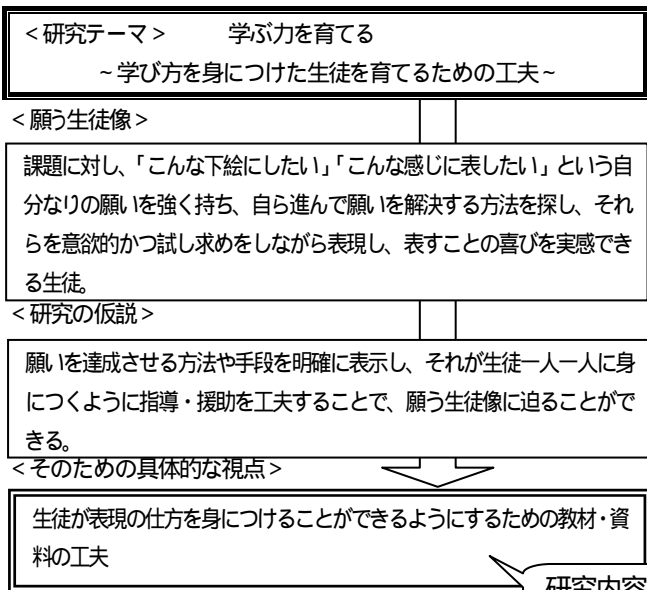 <研究テーマ> 学ぶ力を育てる
~学び方を身につけた生徒を育てるための工夫~
<願う生徒像>
課題に対し、「こんな下絵にしたい」「こんな感じに表したい」という自
分なりの願いを強く持ち、自ら進んで願いを解決する方法を探し、それ
らを意欲的かつ試し求めをしながら表現し、表すことの喜びを実感でき
る生徒。
<研究の仮説>
願いを達成させる方法や手段を明確に表示し、それが生徒一人一人に身
につくように指導・援助を工夫することで、願う生徒像に迫ることがで
きる。
<そのための具体的な視点>
生徒が表現の仕方を身につけることができるようにするための教材・資
料の工夫
研究内容